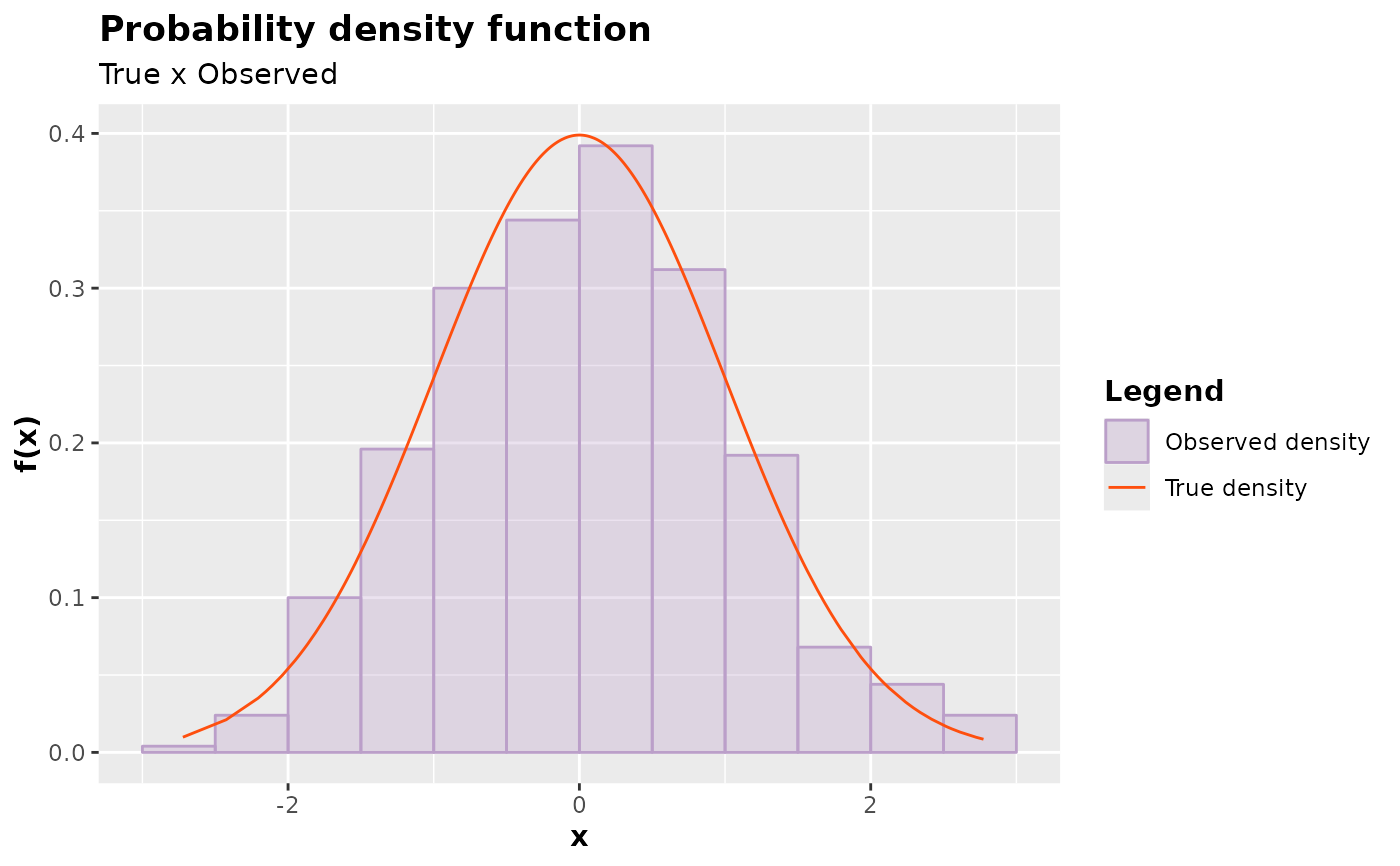 Probability density function
True x Observed
0.4
0.3
0.2
0.1
0.0
f(x)
-2 0 2
x
Legend
Observed density
True density